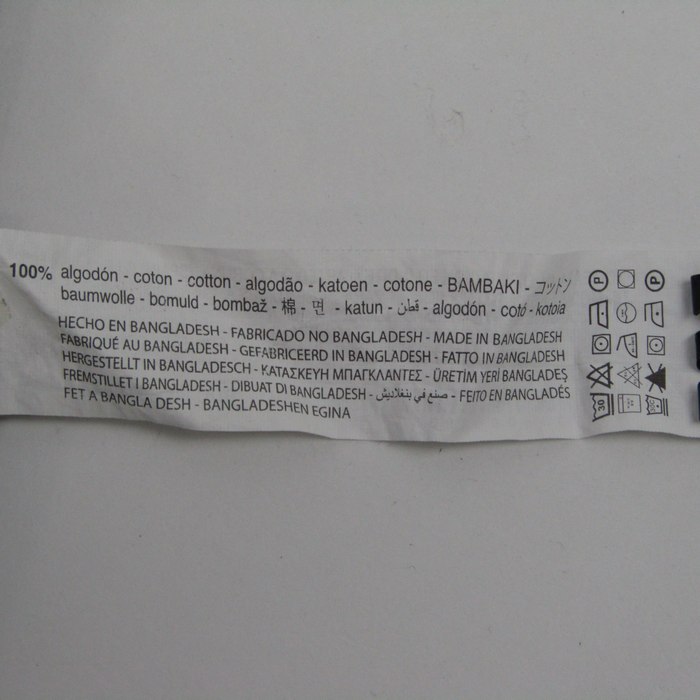 100% algodón - coton - cotton - algodão - katoen - cotone - BAMBAKI - コットン
baumwolle - bomuld - bombaž - 棉 - 면 - katun - قطن - algodón - cotó - kotoia
HECHO EN BANGLADESH - FABRICADO NO BANGLADESH - MADE IN BANGLADESH
FABRIQUÉ AU BANGLADESH - GEFABRICEERD IN BANGLADESH - FATTO IN BANGLADESH
HERGESTELLT IN BANGLADESCH - ΚΑΤΑΣΚΕΥΗ ΜΠΑΓΚΛΑΝΤΕΣ - ÜRETİM YERİ BANGLADEŞ
FREMSTILLET I BANGLADESH - DIBUAT DI BANGLADESH - صنع في بنغلاديش - FEITO EN BANGLADÉS
FET A BANGLA DESH - BANGLADESHEN EGINA
P P
30